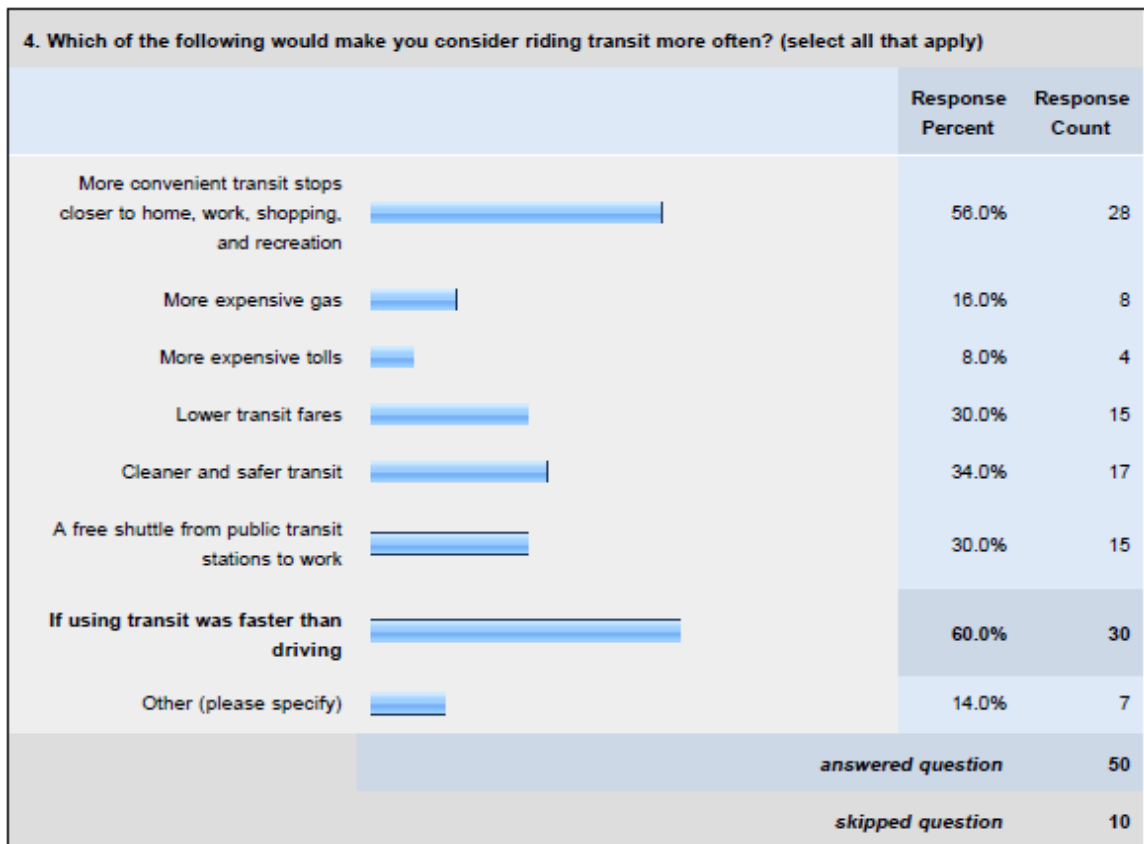 4. Which of the following would make you consider riding transit more often? (select all that apply)
Response Percent
Response Count
More convenient transit stops
closer to home, work, shopping,
and recreation
56.0% 28
More expensive gas 16.0% 8
More expensive tolls 8.0% 4
Lower transit fares 30.0% 15
Cleaner and safer transit 34.0% 17
A free shuttle from public transit
stations to work
30.0% 15
If using transit was faster than
driving
60.0% 30
Other (please specify) 14.0% 7
answered question 50
skipped question 10